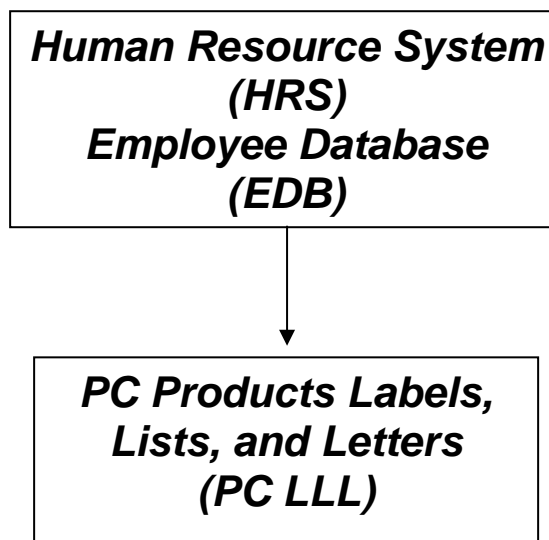 Human Resource System
(HRS)
Employee Database
(EDB)
PC Products Labels,
Lists, and Letters
(PC LLL)